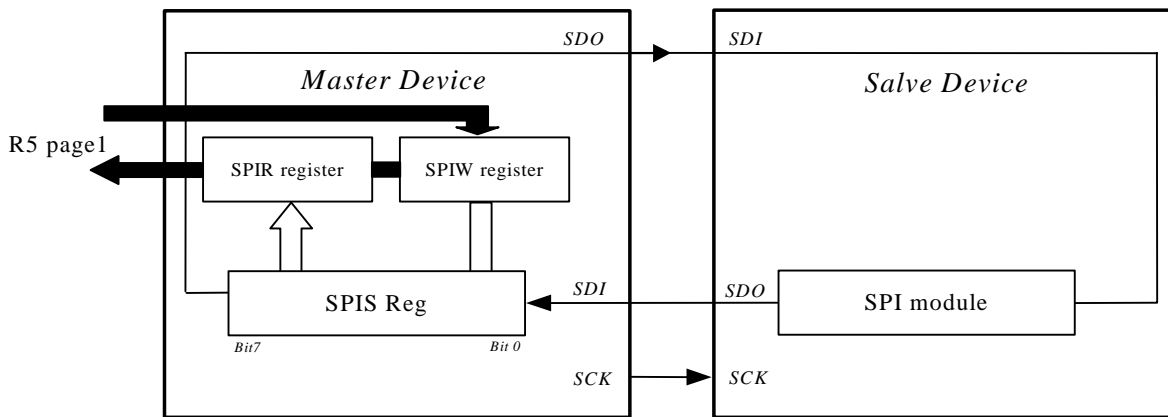 SDO
SDI
Master Device
Salve Device
R5 page1
SPIR register
SPIW register
SPIS Reg
SDI
SDO
SPI module
Bit7
Bit 0
SCK
SCK